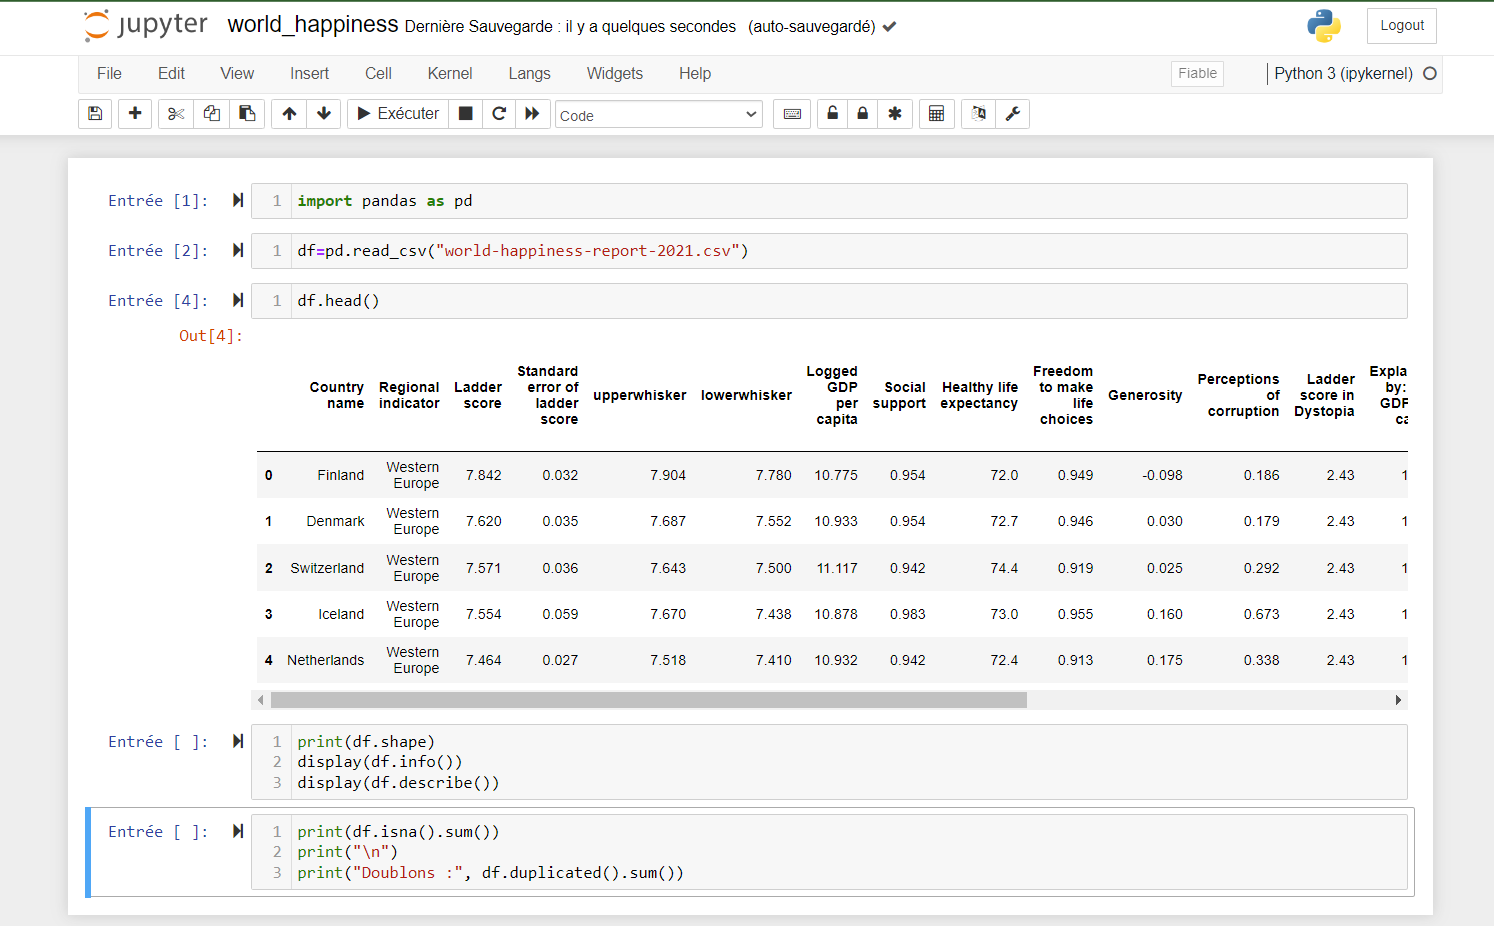 jupyter world_happiness Dernière Sauvegarde : il y a quelques secondes (auto-sauvegardé)
Logout
File Edit View Insert Cell Kernel Langs Widgets Help
Fiable
Python 3 (ipykernel)
Exécuter
Code
Entrée [1]:
1 import pandas as pd
Entrée [2]:
1 df=pd.read_csv("world-happiness-report-2021.csv")
Entrée [4]:
1 df.head()
Out[4]:
Country name Regional indicator Ladder score Standard error of ladder score upperwhisker lowerwhisker Logged GDP per capita Social support Healthy life expectancy Freedom to make life choices Generosity Perceptions of corruption Ladder score in Dystopia Expla by: GDP ca
0 Finland Western Europe 7.842 0.032 7.904 7.780 10.775 0.954 72.0 0.949 -0.098 0.186 2.43 1
1 Denmark Western Europe 7.620 0.035 7.687 7.552 10.933 0.954 72.7 0.946 0.030 0.179 2.43 1
2 Switzerland Western Europe 7.571 0.036 7.643 7.500 11.117 0.942 74.4 0.919 0.025 0.292 2.43 1
3 Iceland Western Europe 7.554 0.059 7.670 7.438 10.878 0.983 73.0 0.955 0.160 0.673 2.43 1
4 Netherlands Western Europe 7.464 0.027 7.518 7.410 10.932 0.942 72.4 0.913 0.175 0.338 2.43 1
Entrée [ ]:
1 print(df.shape)
2 display(df.info())
3 display(df.describe())
Entrée [ ]:
1 print(df.isna().sum())
2 print("\n")
3 print("Doublons :", df.duplicated().sum())